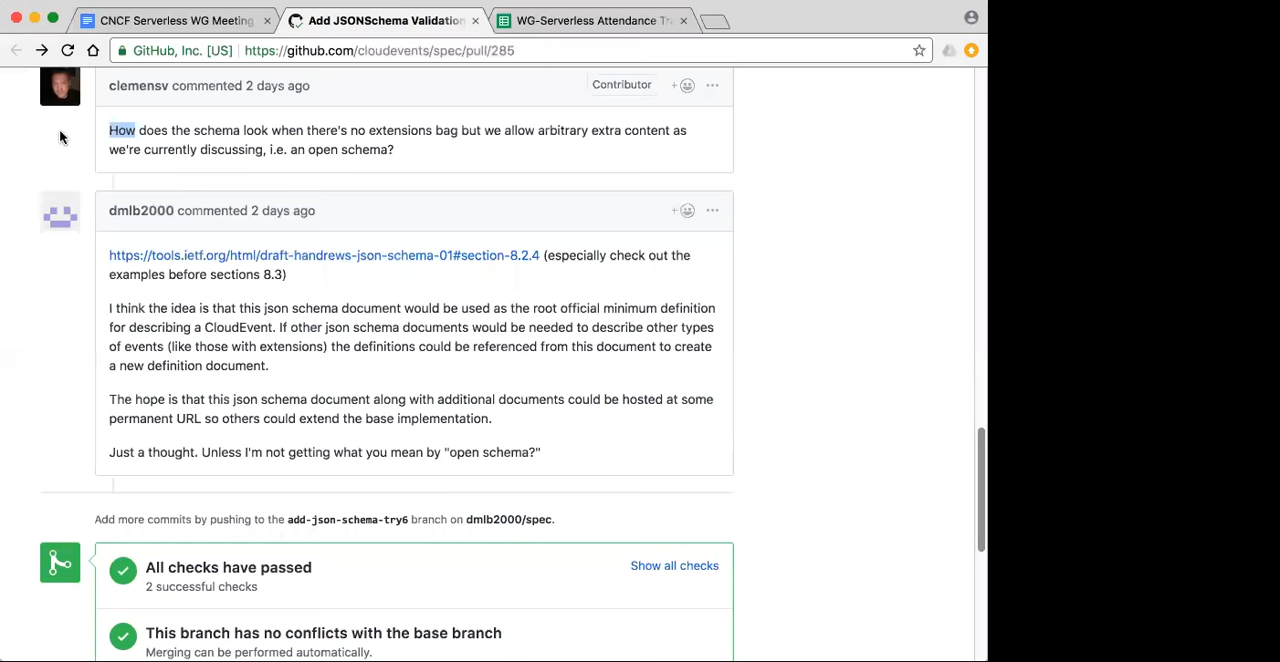 CNCF Serverless WG Meeting
Add JSONSchema Validation
WG-Serverless Attendance Tra
GitHub, Inc. [US] https://github.com/cloudevents/spec/pull/285
clemensv commented 2 days ago
Contributor
How does the schema look when there's no extensions bag but we allow arbitrary extra content as
we're currently discussing, i.e. an open schema?
dmlb2000 commented 2 days ago
https://tools.ietf.org/html/draft-handrews-json-schema-01#section-8.2.4 (especially check out the
examples before sections 8.3)
I think the idea is that this json schema document would be used as the root official minimum definition
for describing a CloudEvent. If other json schema documents would be needed to describe other types
of events (like those with extensions) the definitions could be referenced from this document to create
a new definition document.
The hope is that this json schema document along with additional documents could be hosted at some
permanent URL so others could extend the base implementation.
Just a thought. Unless I'm not getting what you mean by "open schema?"
Add more commits by pushing to the add-json-schema-try6 branch on dmlb2000/spec.
All checks have passed
Show all checks
2 successful checks
This branch has no conflicts with the base branch
Merging can be performed automatically.